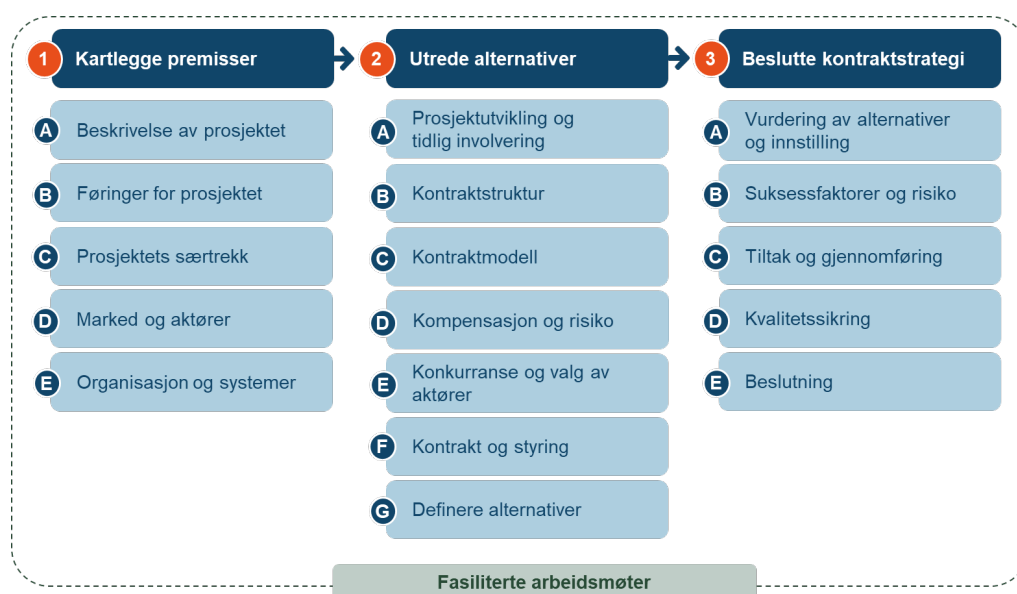 1 Kartlegge premisser
A Beskrivelse av prosjektet
B Føringer for prosjektet
C Prosjektets særtrekk
D Marked og aktører
E Organisasjon og systemer
2 Utrede alternativer
A Prosjektutvikling og
tidlig involvering
B Kontraktstruktur
C Kontraktmodell
D Kompensasjon og risiko
E Konkurranse og valg av
aktører
F Kontrakt og styring
G Definere alternativer
3 Beslutte kontraktstrategi
A Vurdering av alternativer
og innstilling
B Suksessfaktorer og risiko
C Tiltak og gjennomføring
D Kvalitetssikring
E Beslutning
Fasiliterte arbeidsmøter